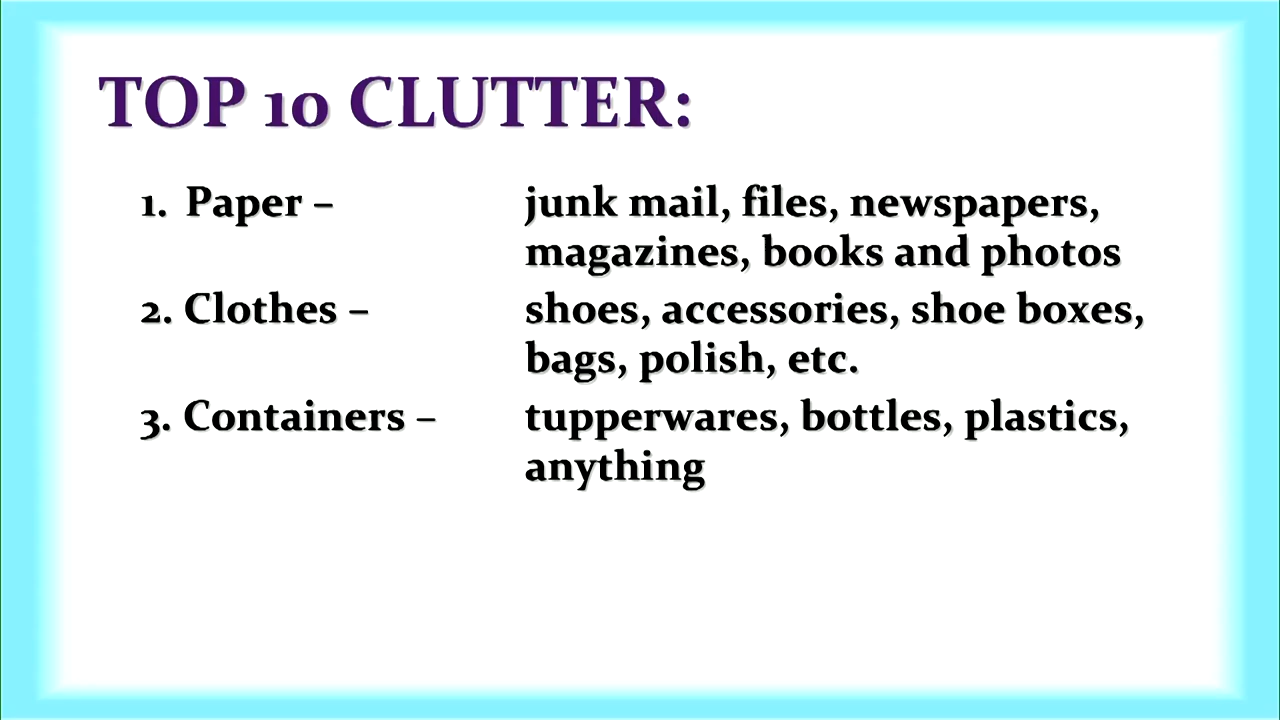 TOP 10 CLUTTER:
1. Paper – junk mail, files, newspapers,
magazines, books and photos
2. Clothes – shoes, accessories, shoe boxes,
bags, polish, etc.
3. Containers – tupperwares, bottles, plastics,
anything